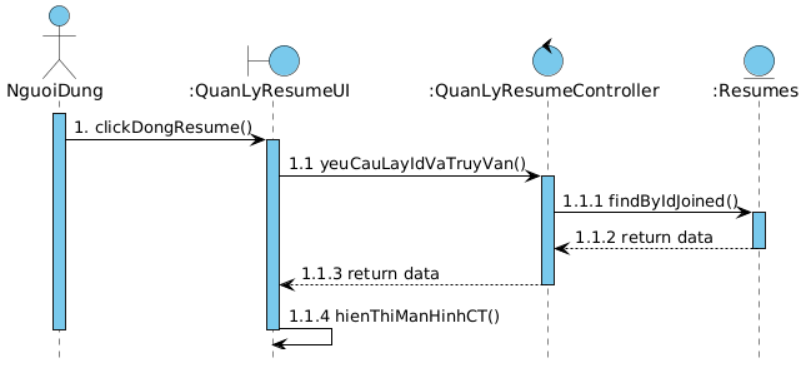 NguoiDung
:QuanLyResumeUI
:QuanLyResumeController
:Resumes
1. clickDongResume()
1.1 yeuCauLayIdVaTruyVan()
1.1.1 findByIdJoined()
1.1.2 return data
1.1.3 return data
1.1.4 hienThiManHinhCT()